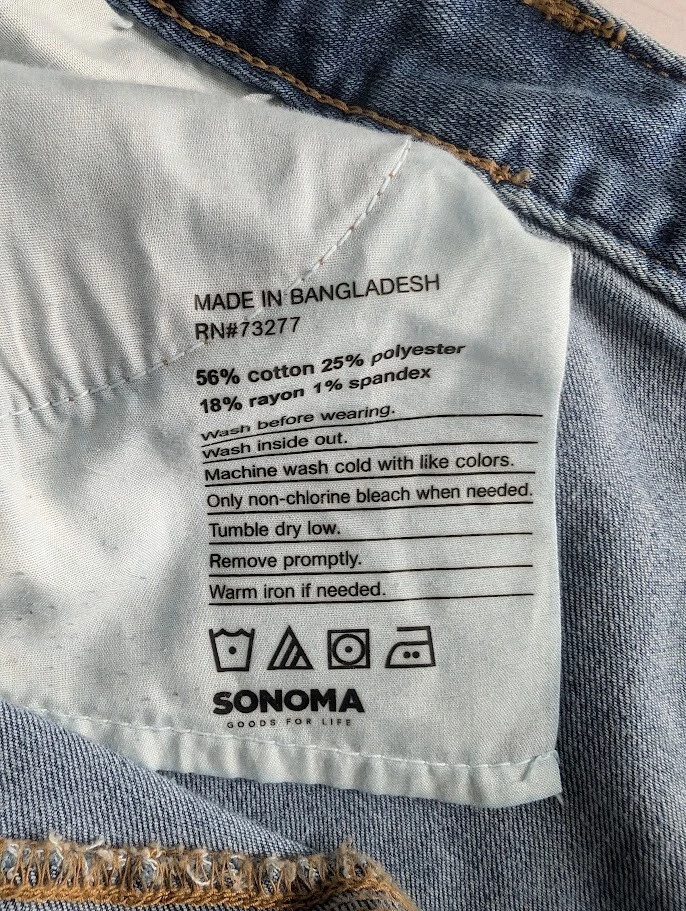 MADE IN BANGLADESH
RN#73277
56% cotton 25% polyester
18% rayon 1% spandex
Wash before wearing.
Wash inside out.
Machine wash cold with like colors.
Only non-chlorine bleach when needed.
Tumble dry low.
Remove promptly.
Warm iron if needed.
SONOMA
GOODS FOR LIFE